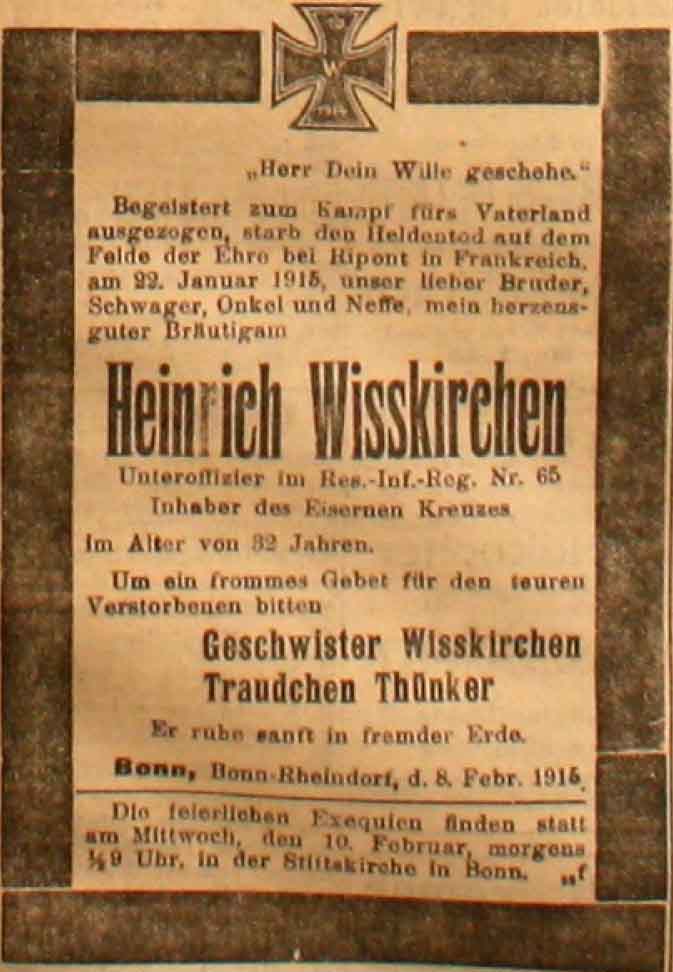 W
1914
„Herr Dein Wille geschehe.“
Begeistert zum Kampf fürs Vaterland
ausgezogen, starb den Heldentod auf dem
Felde der Ehre bei Ripont in Frankreich,
am 22. Januar 1915, unser lieber Bruder,
Schwager, Onkel und Neffe, mein herzens-
guter Bräutigam
Heinrich Wisskirchen
Unteroffizier im Res.-Inf.-Reg. Nr. 65
Inhaber des Eisernen Kreuzes
im Alter von 32 Jahren.
Um ein frommes Gebet für den teuren
Verstorbenen bitten
Geschwister Wisskirchen
Traudchen Thünker
Er ruhe sanft in fremder Erde.
Bonn, Bonn-Rheindorf, d. 8. Febr. 1915.
Die feierlichen Exequien finden statt
am Mittwoch, den 10. Februar, morgens
½9 Uhr, in der Stiftskirche in Bonn. „f